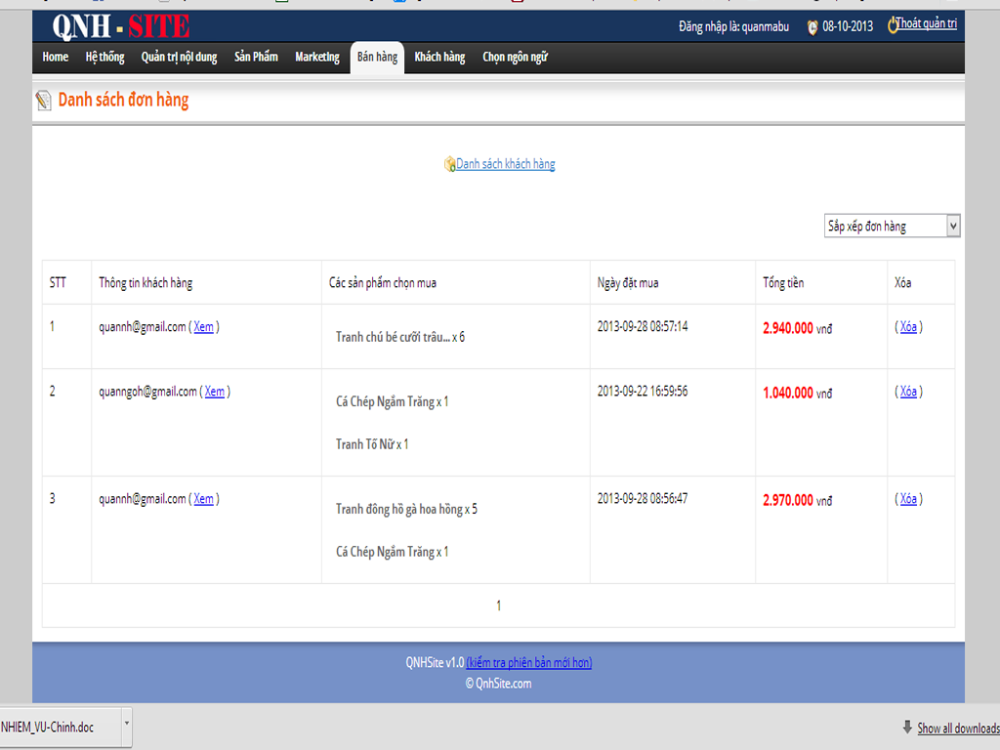 QNH - SITE
Đăng nhập là: quanmabu 08-10-2013 Thoát quản trị
Home Hệ thống Quản trị nội dung Sản Phẩm Marketing Bán hàng Khách hàng Chọn ngôn ngữ
Danh sách đơn hàng
Danh sách khách hàng
Sắp xếp đơn hàng
STT Thông tin khách hàng Các sản phẩm chọn mua Ngày đặt mua Tổng tiền Xóa
1 quannh@gmail.com ( Xem ) Tranh chú bé cưỡi trâu... x 6 2013-09-28 08:57:14 2.940.000 vnđ ( Xóa )
2 quanngoh@gmail.com ( Xem ) Cá Chép Ngắm Trăng x 1 2013-09-22 16:59:56 1.040.000 vnđ ( Xóa )
Tranh Tố Nữ x 1
3 quannh@gmail.com ( Xem ) Tranh đông hồ gà hoa hồng x 5 2013-09-28 08:56:47 2.970.000 vnđ ( Xóa )
Cá Chép Ngắm Trăng x 1
1
QNHSite v1.0 (kiểm tra phiên bản mới hơn)
© QnhSite.com
NHIEM_VU-Chinh.doc Show all downloads